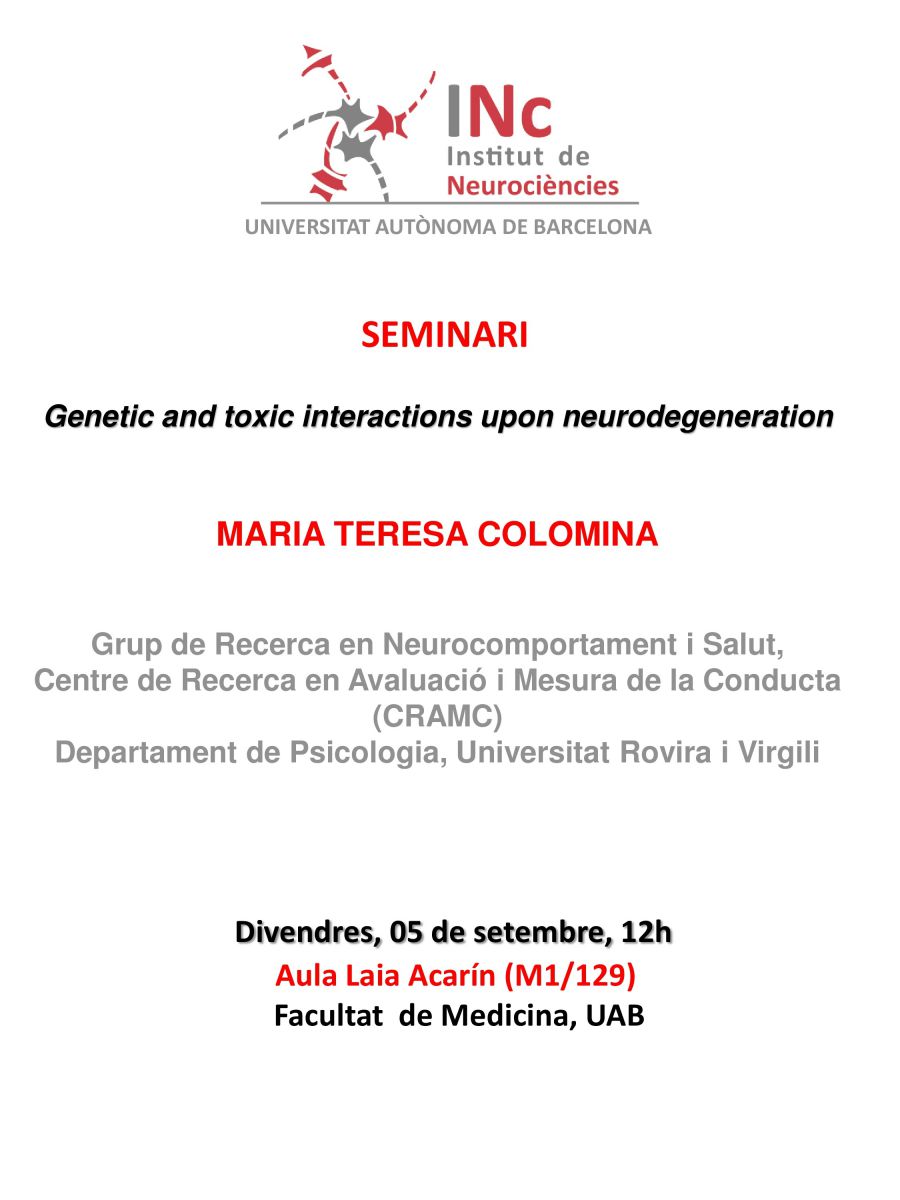 INc
Institut de
Neurociències
UNIVERSITAT AUTÒNOMA DE BARCELONA
SEMINARI
Genetic and toxic interactions upon neurodegeneration
MARIA TERESA COLOMINA
Grup de Recerca en Neurocomportament i Salut,
Centre de Recerca en Avaluació i Mesura de la Conducta
(CRAMC)
Departament de Psicologia, Universitat Rovira i Virgili
Divendres, 05 de setembre, 12h
Aula Laia Acarín (M1/129)
Facultat de Medicina, UAB